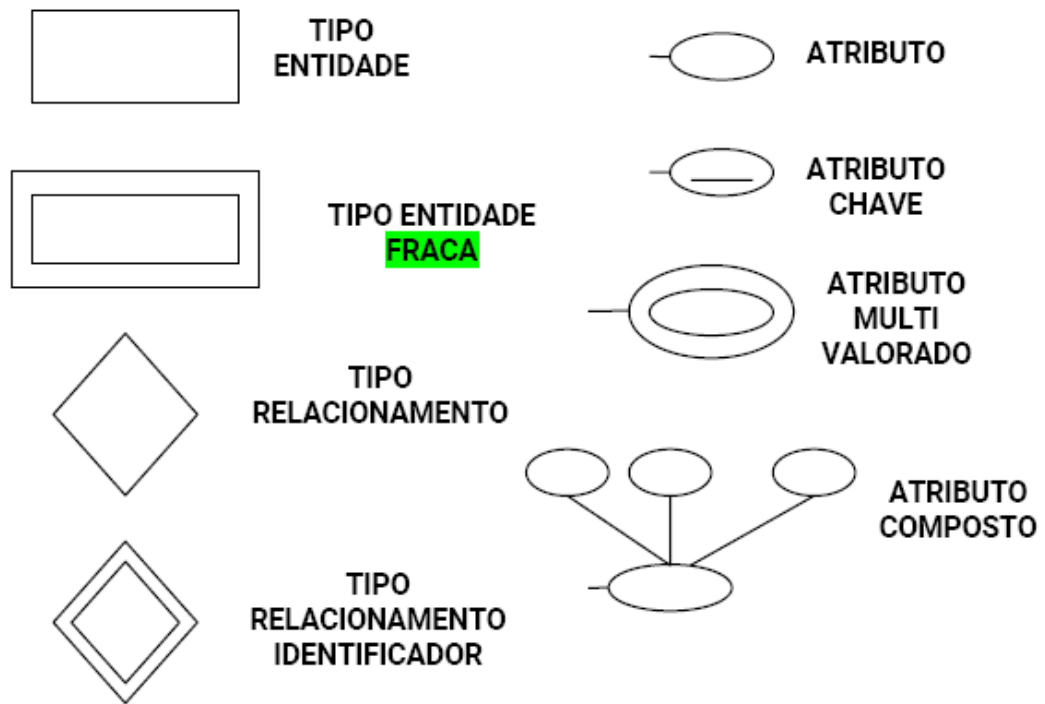 TIPO
ENTIDADE
TIPO ENTIDADE
FRACA
TIPO
RELACIONAMENTO
TIPO
RELACIONAMENTO
IDENTIFICADOR
ATRIBUTO
ATRIBUTO
CHAVE
ATRIBUTO
MULTI
VALORADO
ATRIBUTO
COMPOSTO